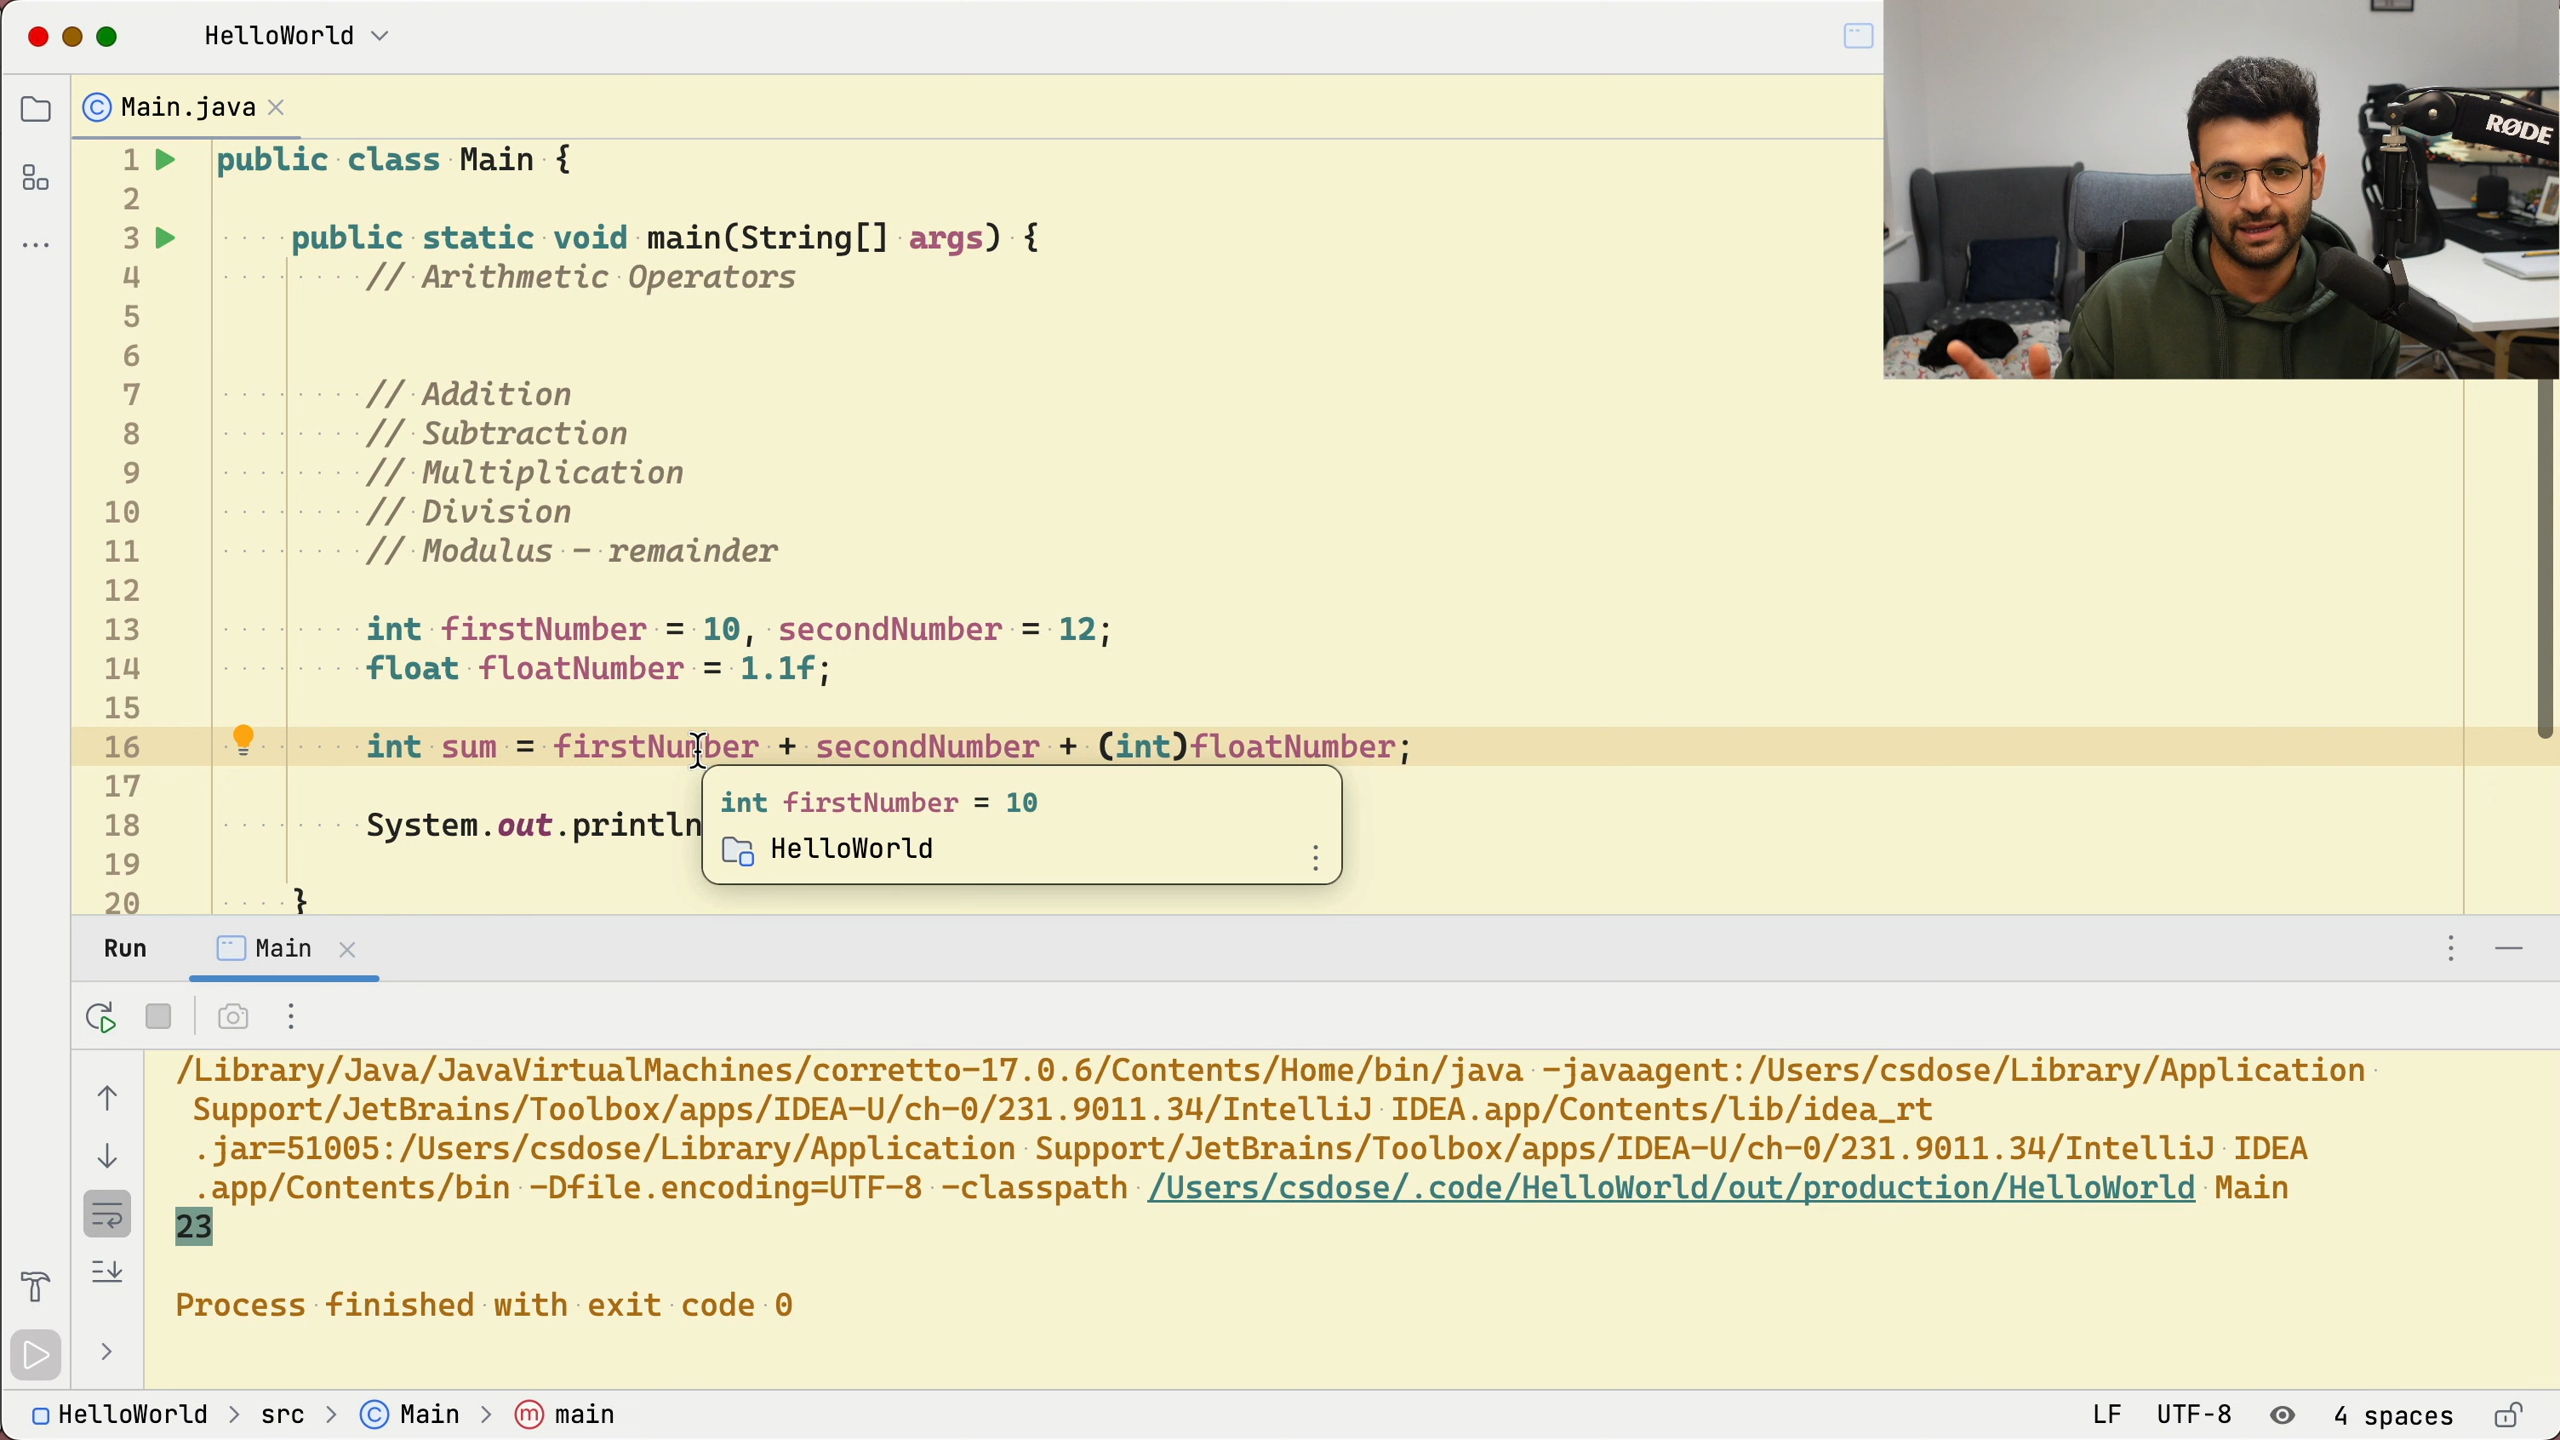 HelloWorld
Main.java
RØDE
1 public class Main {
2
3 public static void main(String[] args) {
4 // Arithmetic Operators
5
6
7 // Addition
8 // Subtraction
9 // Multiplication
10 // Division
11 // Modulus - remainder
12
13 int firstNumber = 10, secondNumber = 12;
14 float floatNumber = 1.1f;
15
16 int sum = firstNumber + secondNumber + (int)floatNumber;
17
int firstNumber = 10
18 System.out.println
HelloWorld
19
20 }
Run Main
/Library/Java/JavaVirtualMachines/corretto-17.0.6/Contents/Home/bin/java -javaagent:/Users/csdose/Library/Application
Support/JetBrains/Toolbox/apps/IDEA-U/ch-0/231.9011.34/IntelliJ IDEA.app/Contents/lib/idea_rt
.jar=51005:/Users/csdose/Library/Application Support/JetBrains/Toolbox/apps/IDEA-U/ch-0/231.9011.34/IntelliJ IDEA
.app/Contents/bin -Dfile.encoding=UTF-8 -classpath /Users/csdose/.code/HelloWorld/out/production/HelloWorld Main
23
Process finished with exit code 0
HelloWorld > src > Main > main LF UTF-8 4 spaces